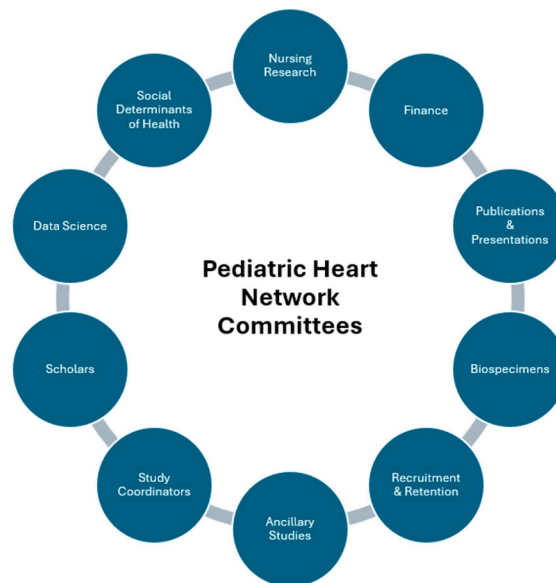 Nursing
Research
Finance
Publications
&
Presentations
Biospecimens
Recruitment
& Retention
Ancillary
Studies
Study
Coordinators
Scholars
Data Science
Social
Determinants
of Health
Pediatric Heart
Network
Committees